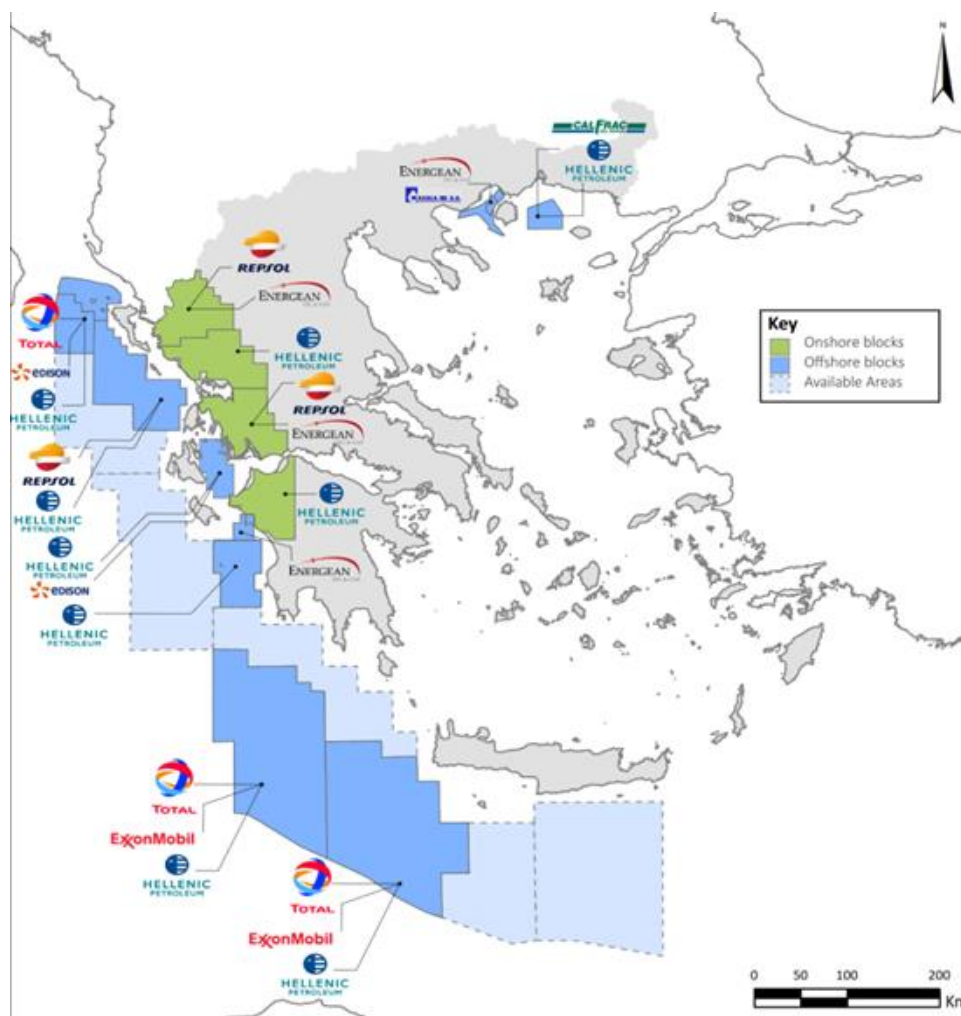 N
CALFRAC
HELLENIC
PETROLEUM
ENERGEAN
REPSOL
ENERGEAN
TOTAL
HELLENIC
PETROLEUM
edison
HELLENIC
PETROLEUM
REPSOL
ENERGEAN
REPSOL
HELLENIC
PETROLEUM
HELLENIC
PETROLEUM
HELLENIC
PETROLEUM
edison
ENERGEAN
HELLENIC
PETROLEUM
Key
Onshore blocks
Offshore blocks
Available Areas
TOTAL
ExxonMobil
HELLENIC
PETROLEUM
TOTAL
ExxonMobil
HELLENIC
PETROLEUM
0 50 100 200
Km